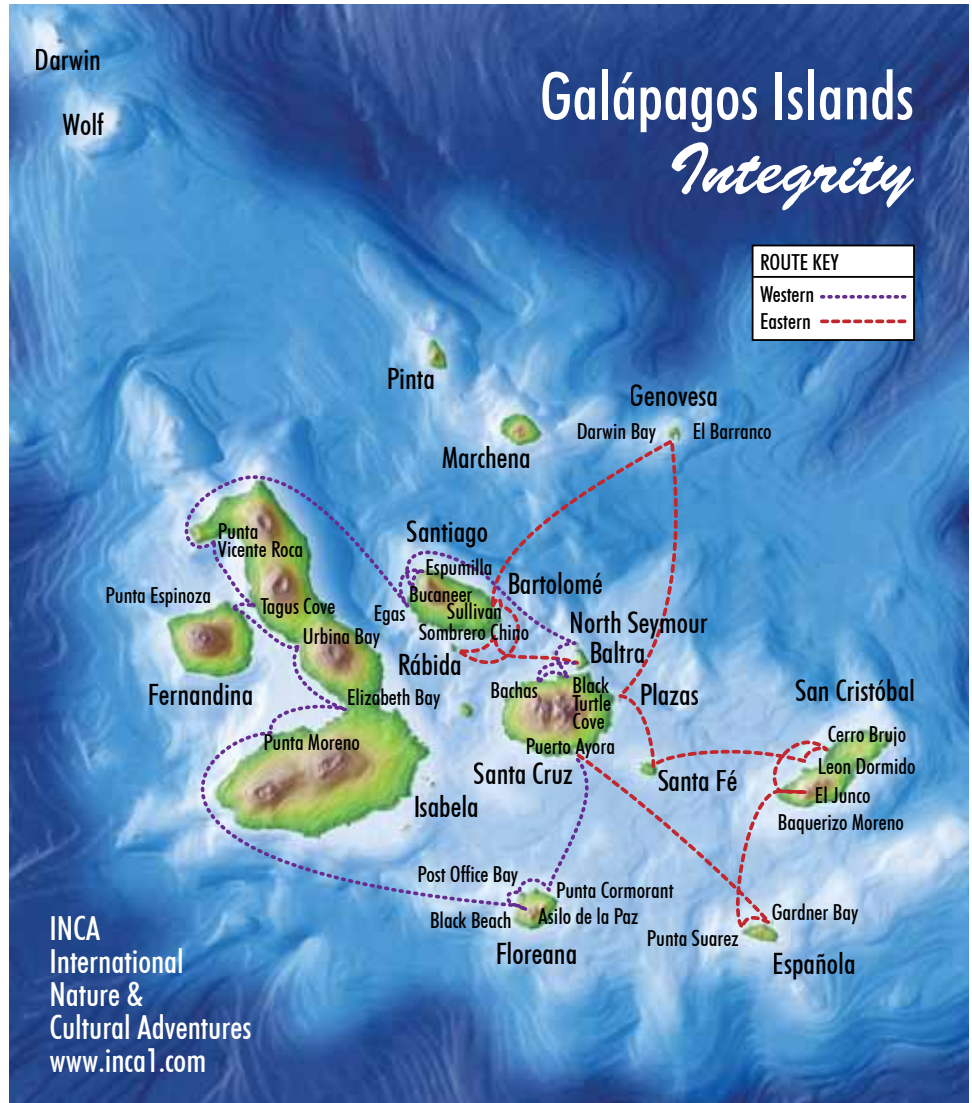 Darwin
Wolf
Galápagos Islands
Integrity
ROUTE KEY
Western
Eastern
Pinta
Genovesa
Darwin Bay
El Barranco
Marchena
Punta
Vicente Roca
Santiago
Espumilla
Bartolomé
Punta Espinoza
Bucaneer
Tagus Cove
Egas
Sullivan
Urbina Bay
Sombrero Chino
North Seymour
Rábida
Baltra
Fernandina
Elizabeth Bay
Bachas
Black
Turtle
Cove
Plazas
San Cristóbal
Punta Moreno
Puerto Ayora
Cerro Brujo
Santa Cruz
Santa Fé
Leon Dormido
Isabela
El Junco
Baquerizo Moreno
Post Office Bay
Punta Cormorant
Black Beach
Asilo de la Paz
Gardner Bay
Floreana
Punta Suarez
Española
INCA
International
Nature &
Cultural Adventures
www.inca1.com